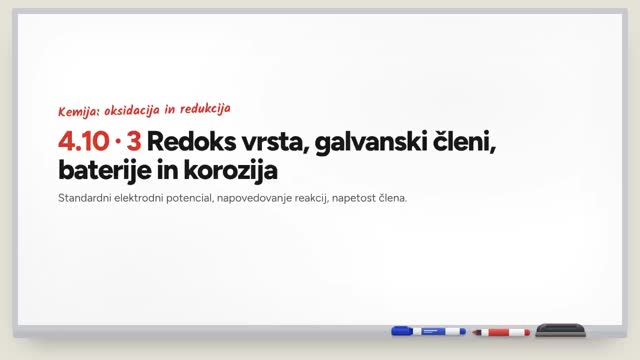 Kemija: oksidacija in redukcija
4.10 · 3 Redoks vrsta, galvanski členi,
baterije in korozija
Standardni elektrodni potencial, napovedovanje reakcij, napetost člena.